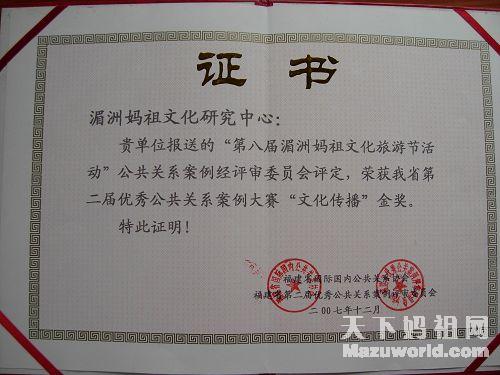 证书
湄洲妈祖文化研究中心：
贵单位报送的“第八届湄洲妈祖文化旅游节活
动”公共关系案例经评审委员会评定，荣获我省第
二届优秀公共关系案例大赛“文化传播”金奖。
特此证明！
福建省国际国内公共关系协会
福建省第二届优秀公共关系案例评审委员会
二00七年十二月
天下妈祖网
Mazuworld.com